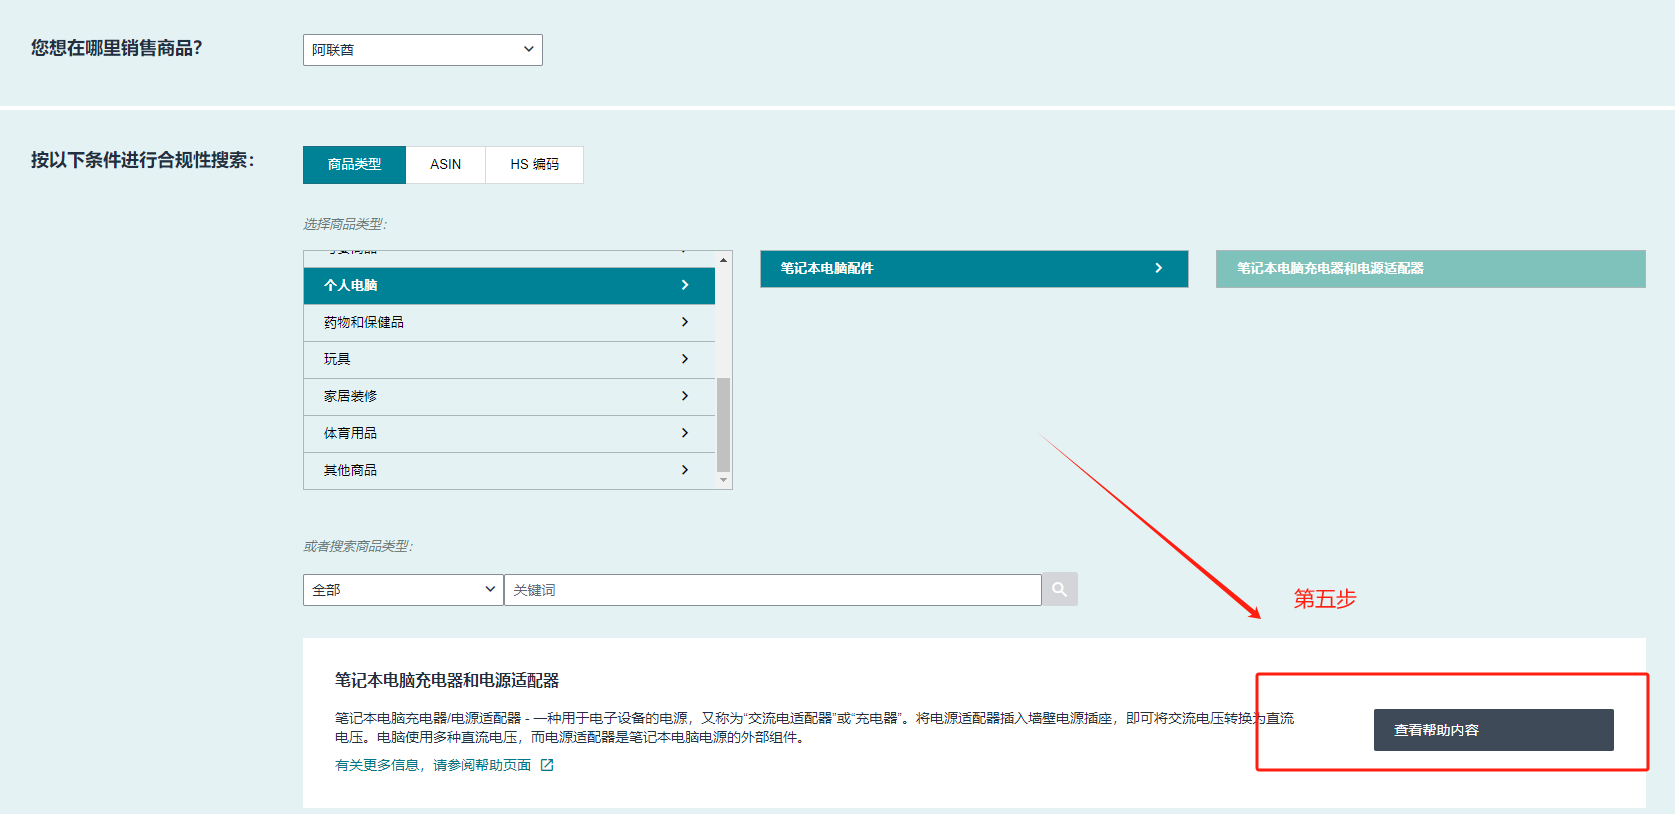 您想在哪里销售商品？
阿联酋
按以下条件进行合规性搜索：
商品类型
ASIN
HS 编码
选择商品类型：
个人电脑
药物和保健品
玩具
家居装修
体育用品
其他商品
笔记本电脑配件
笔记本电脑充电器和电源适配器
或者搜索商品类型：
全部
关键词
第五步
笔记本电脑充电器和电源适配器
笔记本电脑充电器/电源适配器 - 一种用于电子设备的电源，又称为“交流电适配器”或“充电器”。将电源适配器插入墙壁电源插座，即可将交流电压转换为直流
电压。电脑使用多种直流电压，而电源适配器是笔记本电脑电源的外部组件。
有关更多信息，请参阅帮助页面
查看帮助内容